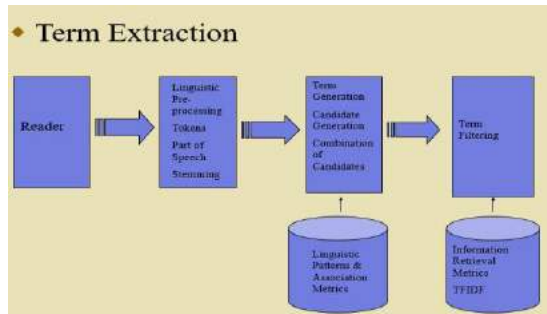 Term Extraction
Reader
Linguistic
Pre-
processing
Tokens
Part of
Speech
Stemming
Term
Generation
Candidate
Generation
Combination
of
Candidates
Term
Filtering
Linguistic
Patterns &
Association
Metrics
Information
Retrieval
Metrics
TFIDF